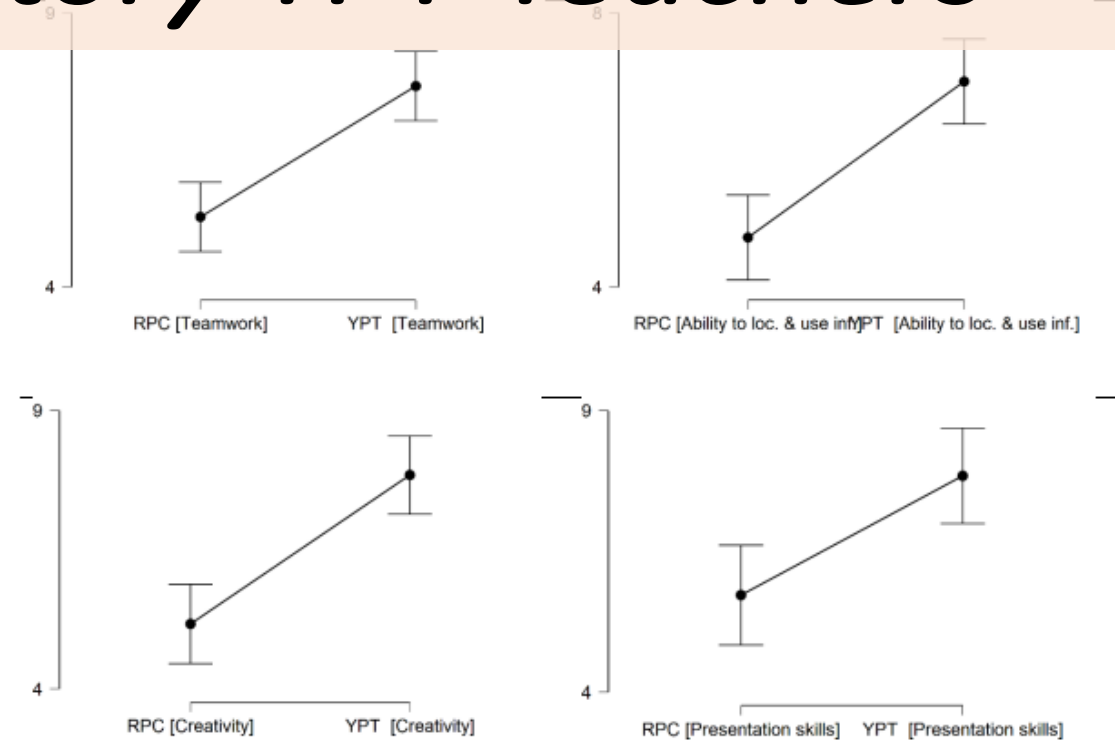 Teachers
9
8
4
4
RPC [Teamwork] YPT [Teamwork]
RPC [Ability to loc. & use inf.] YPT [Ability to loc. & use inf.]
9
9
4
4
RPC [Creativity] YPT [Creativity]
RPC [Presentation skills] YPT [Presentation skills]